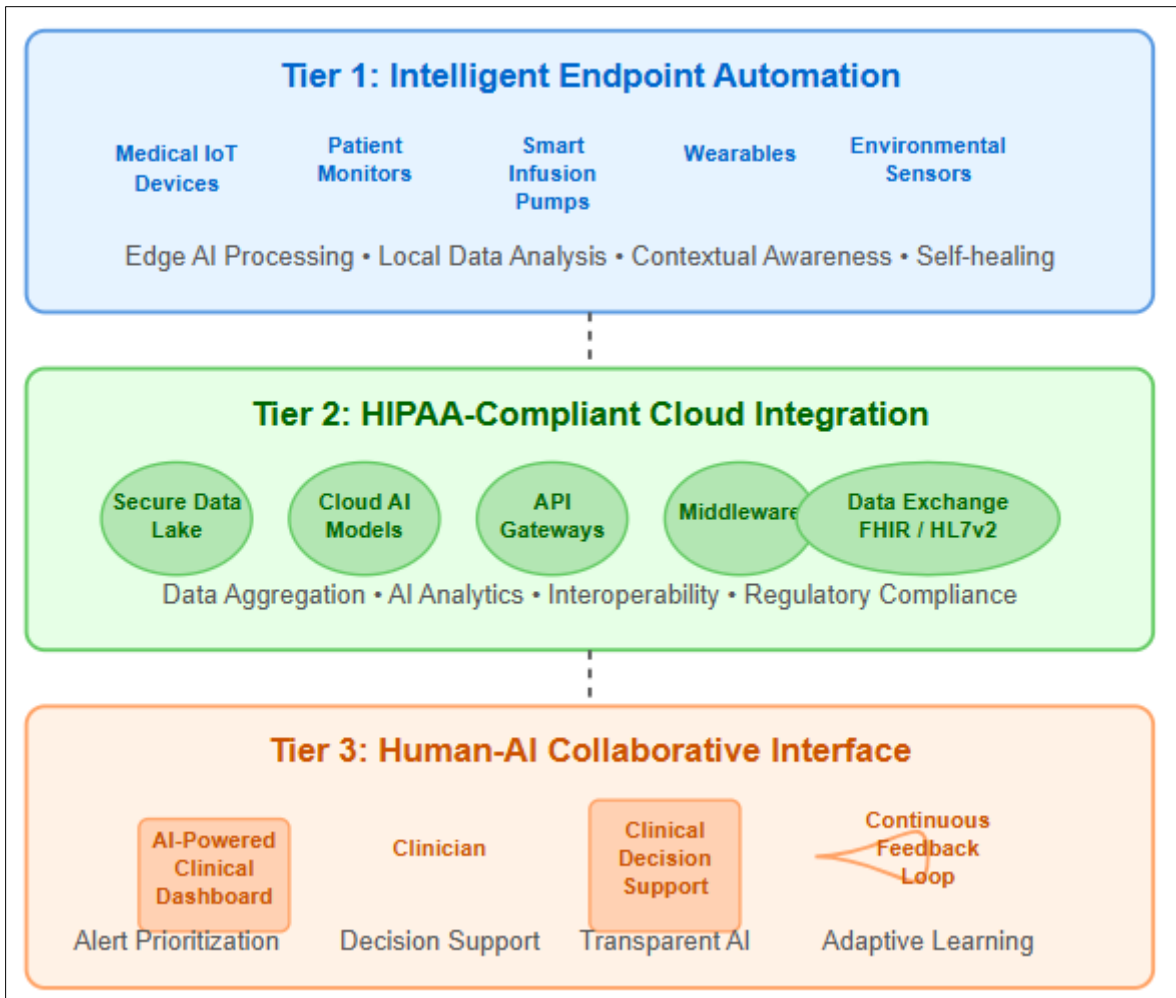 Tier 1: Intelligent Endpoint Automation
Medical IoT
Devices
Patient
Monitors
Smart
Infusion
Pumps
Wearables
Environmental
Sensors
Edge AI Processing • Local Data Analysis • Contextual Awareness • Self-healing
Tier 2: HIPAA-Compliant Cloud Integration
Secure Data
Lake
Cloud AI
Models
API
Gateways
Middleware
Data Exchange
FHIR / HL7v2
Data Aggregation • AI Analytics • Interoperability • Regulatory Compliance
Tier 3: Human-AI Collaborative Interface
AI-Powered
Clinical
Dashboard
Clinician
Clinical
Decision
Support
Continuous
Feedback
Loop
Alert Prioritization
Decision Support
Transparent AI
Adaptive Learning